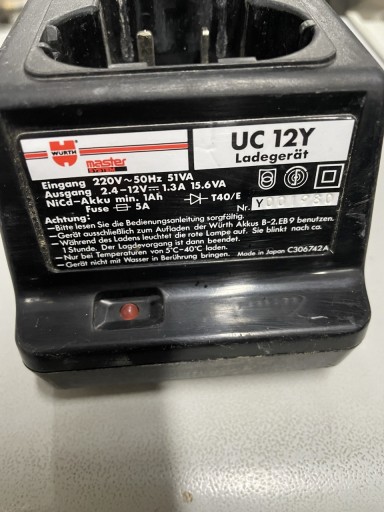 WÜRTH
master
SYSTEM
UC 12Y
Ladegerät
Eingang 220V~50Hz 51VA
Ausgang 2.4-12V⎓1.3A 15.6VA
NiCd-Akku min. 1Ah T40/E
Fuse 5A
Nr. Y001980
Achtung:
-Bitte lesen Sie die Bedienungsanleitung sorgfältig.
-Gerät ausschließlich zum Aufladen der Würth Akkus B-2.EB9 benutzen.
-Während des Ladens leuchtet die rote Lampe auf. Sie blinkt nach ca.
1 Stunde. Der Ladevorgang ist dann beendet.
-Nur bei Temperaturen von 5°C-40°C laden.
-Gerät nicht mit Wasser in Berührung bringen.
Made in Japan C306742A